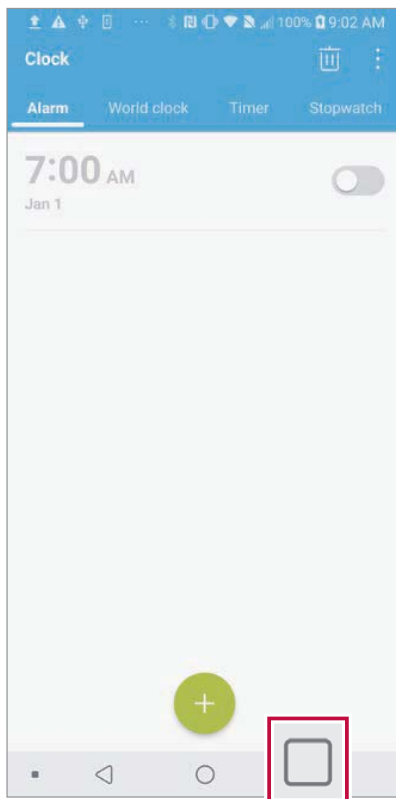 100% 9:02 AM
Clock
Alarm World clock Timer Stopwatch
7:00 AM
Jan 1